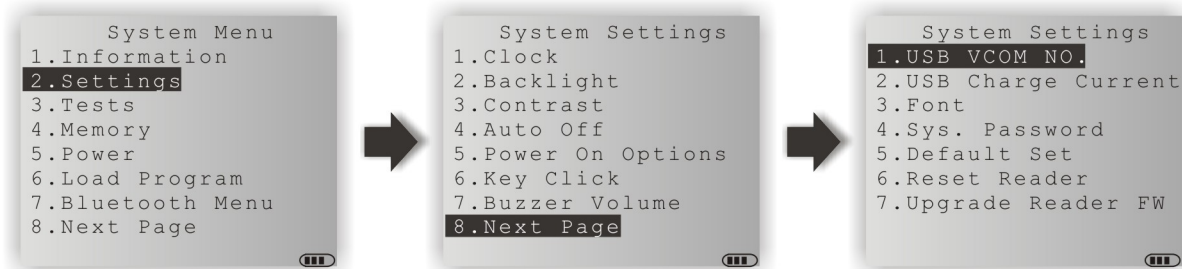 System Menu
1.Information
2.Settings
3.Tests
4.Memory
5.Power
6.Load Program
7.Bluetooth Menu
8.Next Page
System Settings
1.Clock
2.Backlight
3.Contrast
4.Auto Off
5.Power On Options
6.Key Click
7.Buzzer Volume
8.Next Page
System Settings
1.USB VCOM NO.
2.USB Charge Current
3.Font
4.Sys. Password
5.Default Set
6.Reset Reader
7.Upgrade Reader FW